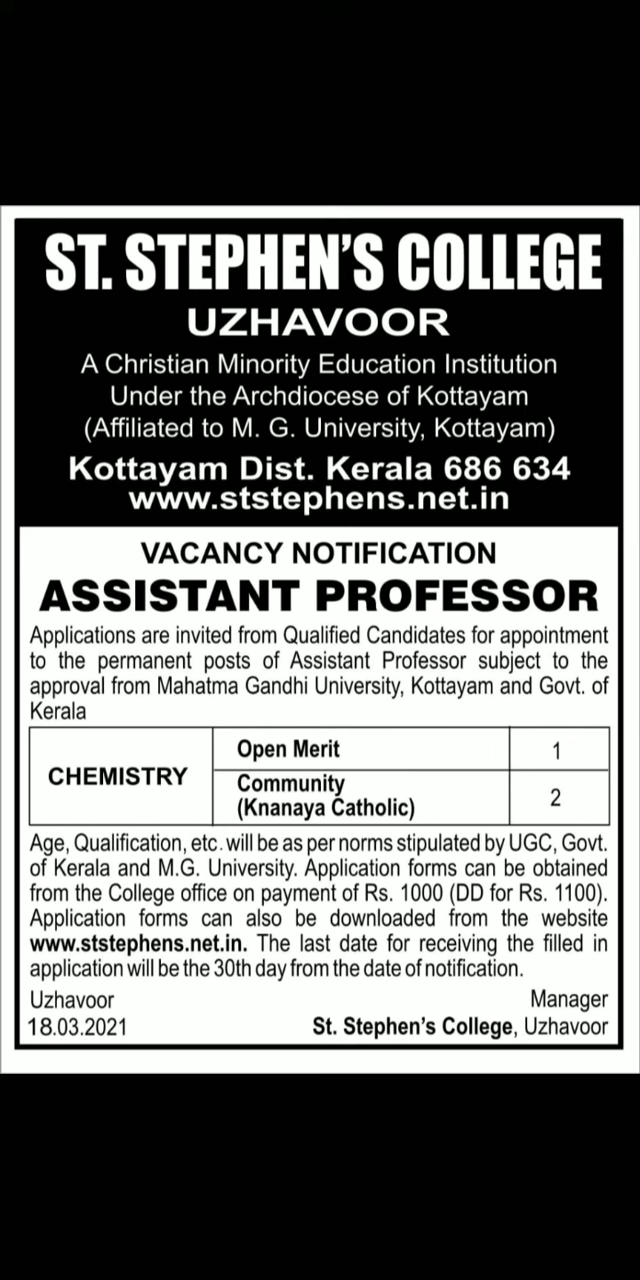 ST. STEPHEN'S COLLEGE
UZHAVOOR
A Christian Minority Education Institution
Under the Archdiocese of Kottayam
(Affiliated to M. G. University, Kottayam)
Kottayam Dist. Kerala 686 634
www.ststephens.net.in
VACANCY NOTIFICATION
ASSISTANT PROFESSOR
Applications are invited from Qualified Candidates for appointment
to the permanent posts of Assistant Professor subject to the
approval from Mahatma Gandhi University, Kottayam and Govt. of
Kerala
CHEMISTRY
Open Merit 1
Community
(Knanaya Catholic) 2
Age, Qualification, etc. will be as per norms stipulated by UGC, Govt.
of Kerala and M.G. University. Application forms can be obtained
from the College office on payment of Rs. 1000 (DD for Rs. 1100).
Application forms can also be downloaded from the website
www.ststephens.net.in. The last date for receiving the filled in
application will be the 30th day from the date of notification.
Uzhavoor Manager
18.03.2021 St. Stephen's College, Uzhavoor